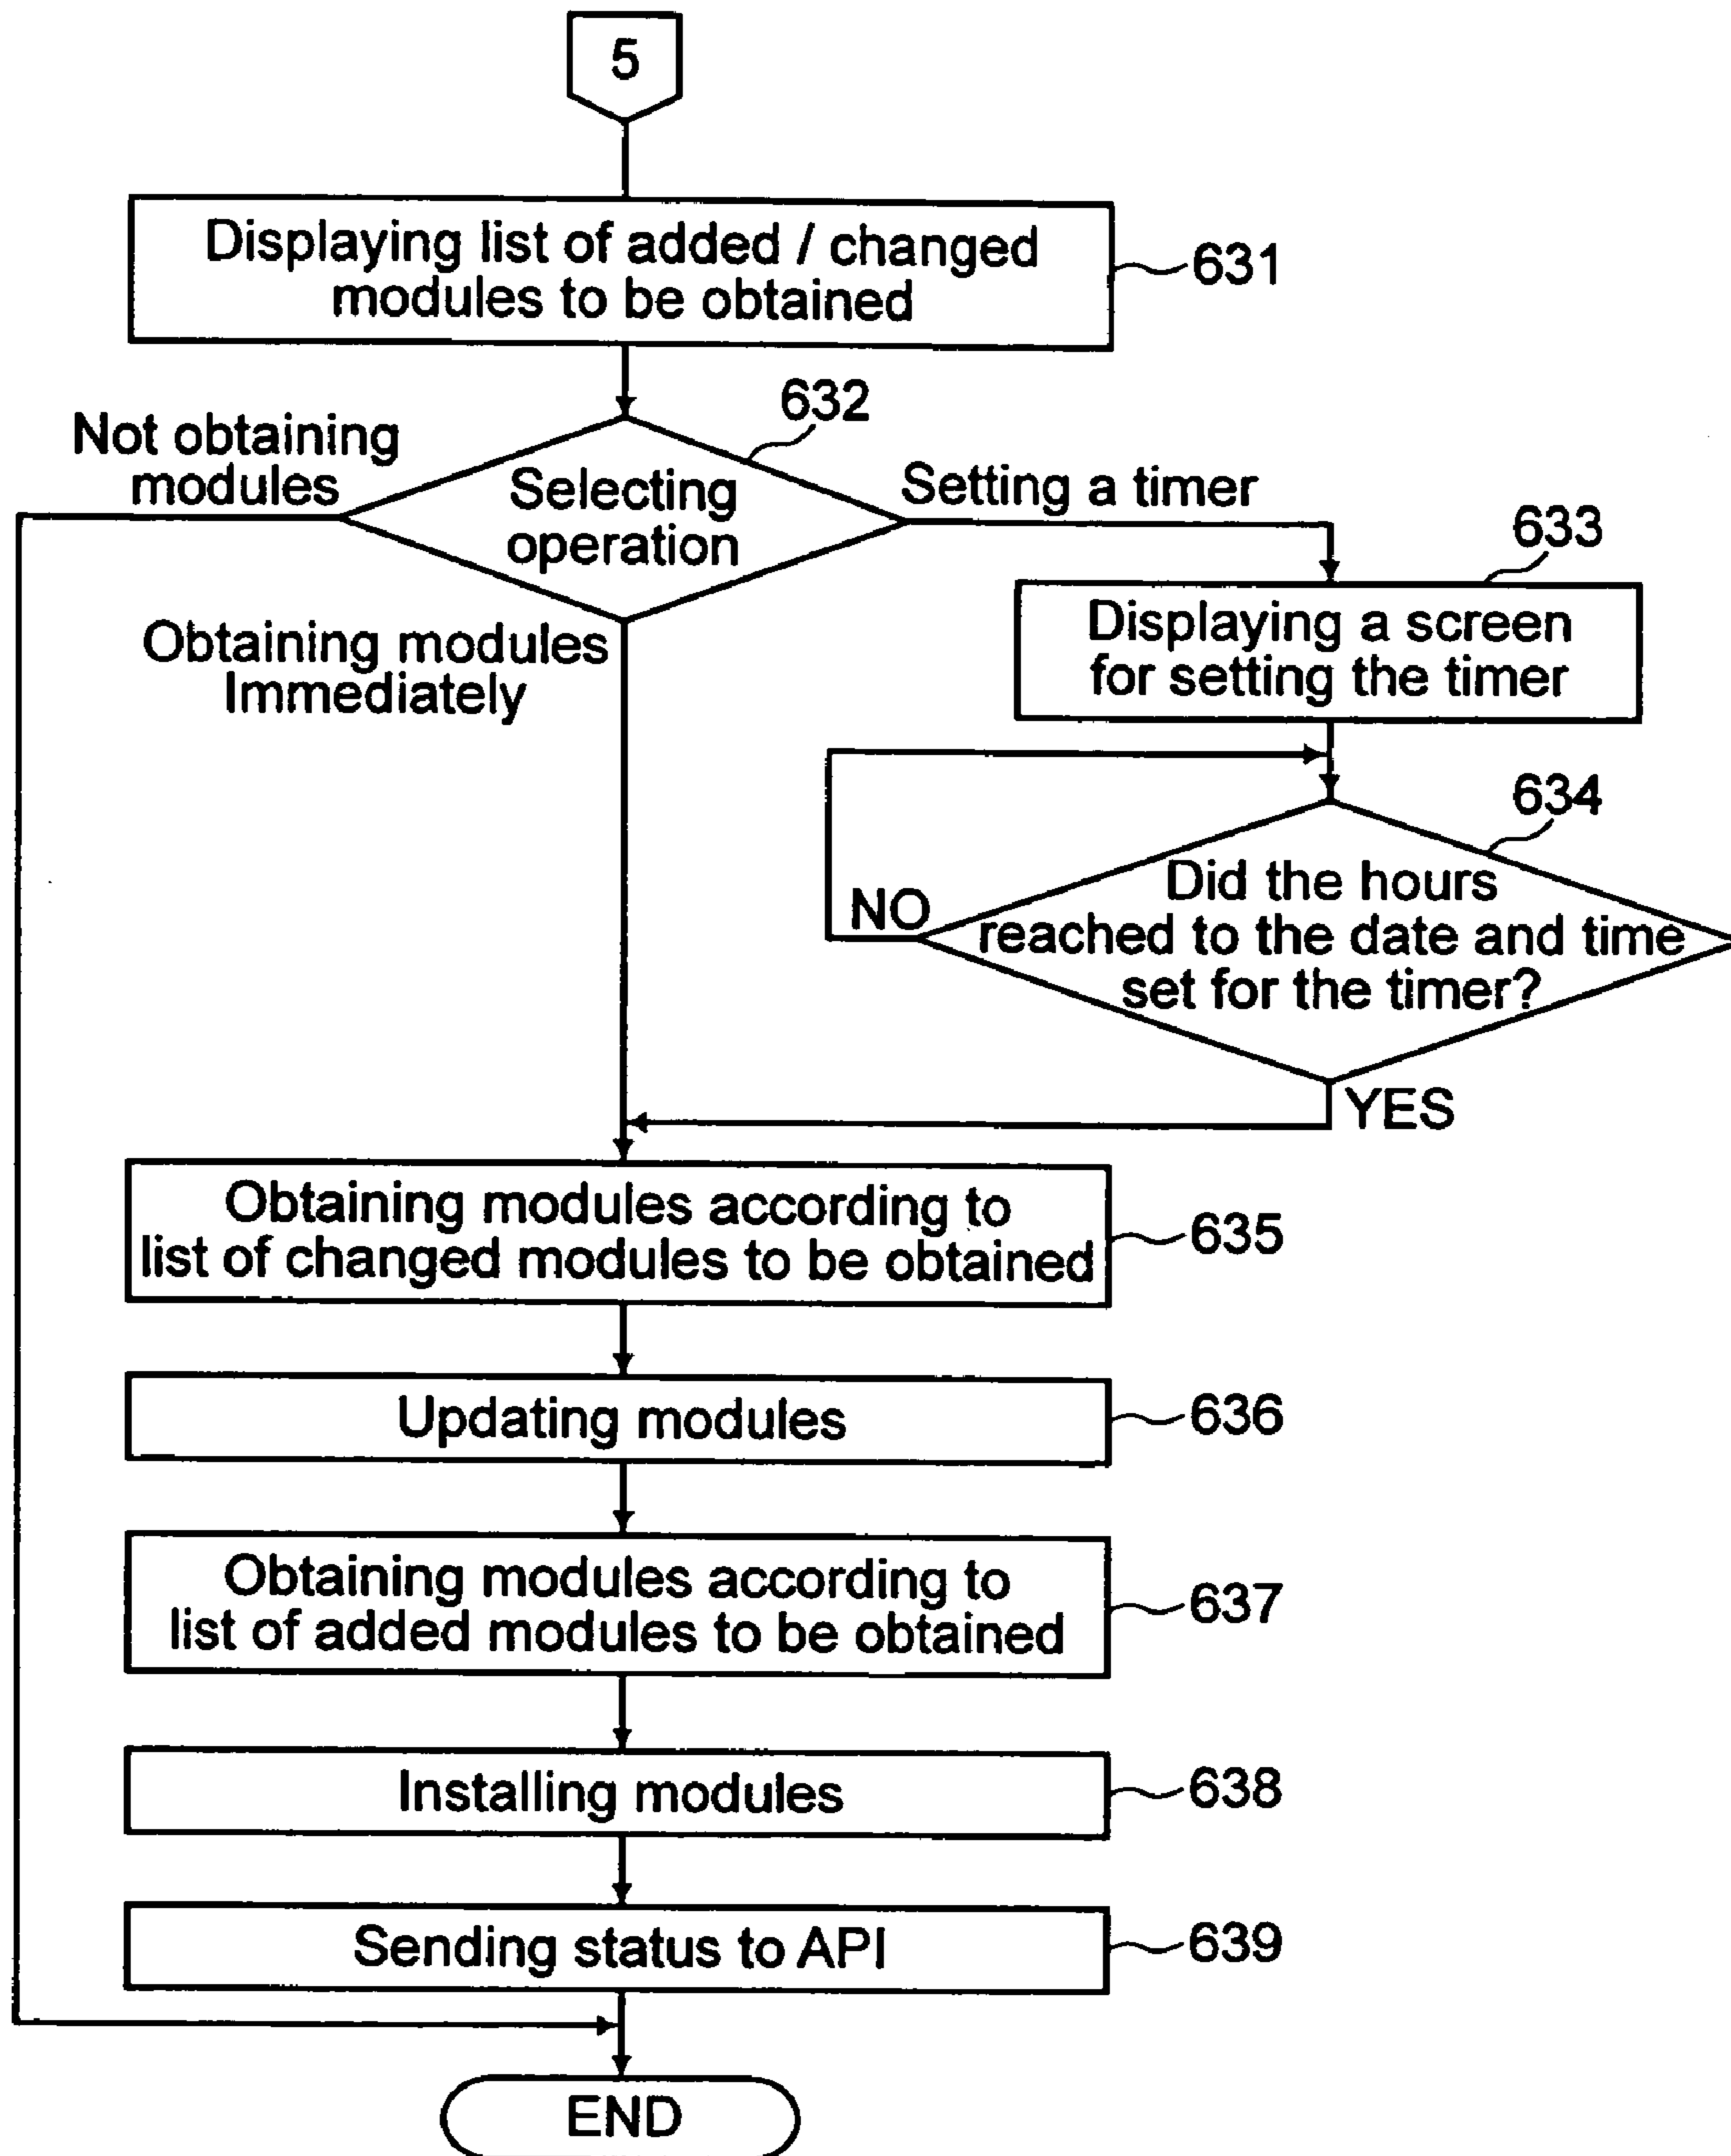 5
Displaying list of added / changed
modules to be obtained
631
632
Not obtaining
modules
Selecting
operation
Setting a timer
Obtaining modules
Immediately
633
Displaying a screen
for setting the timer
634
Did the hours
reached to the date and time
set for the timer?
NO
YES
Obtaining modules according to
list of changed modules to be obtained
635
Updating modules
636
Obtaining modules according to
list of added modules to be obtained
637
Installing modules
638
Sending status to API
639
END